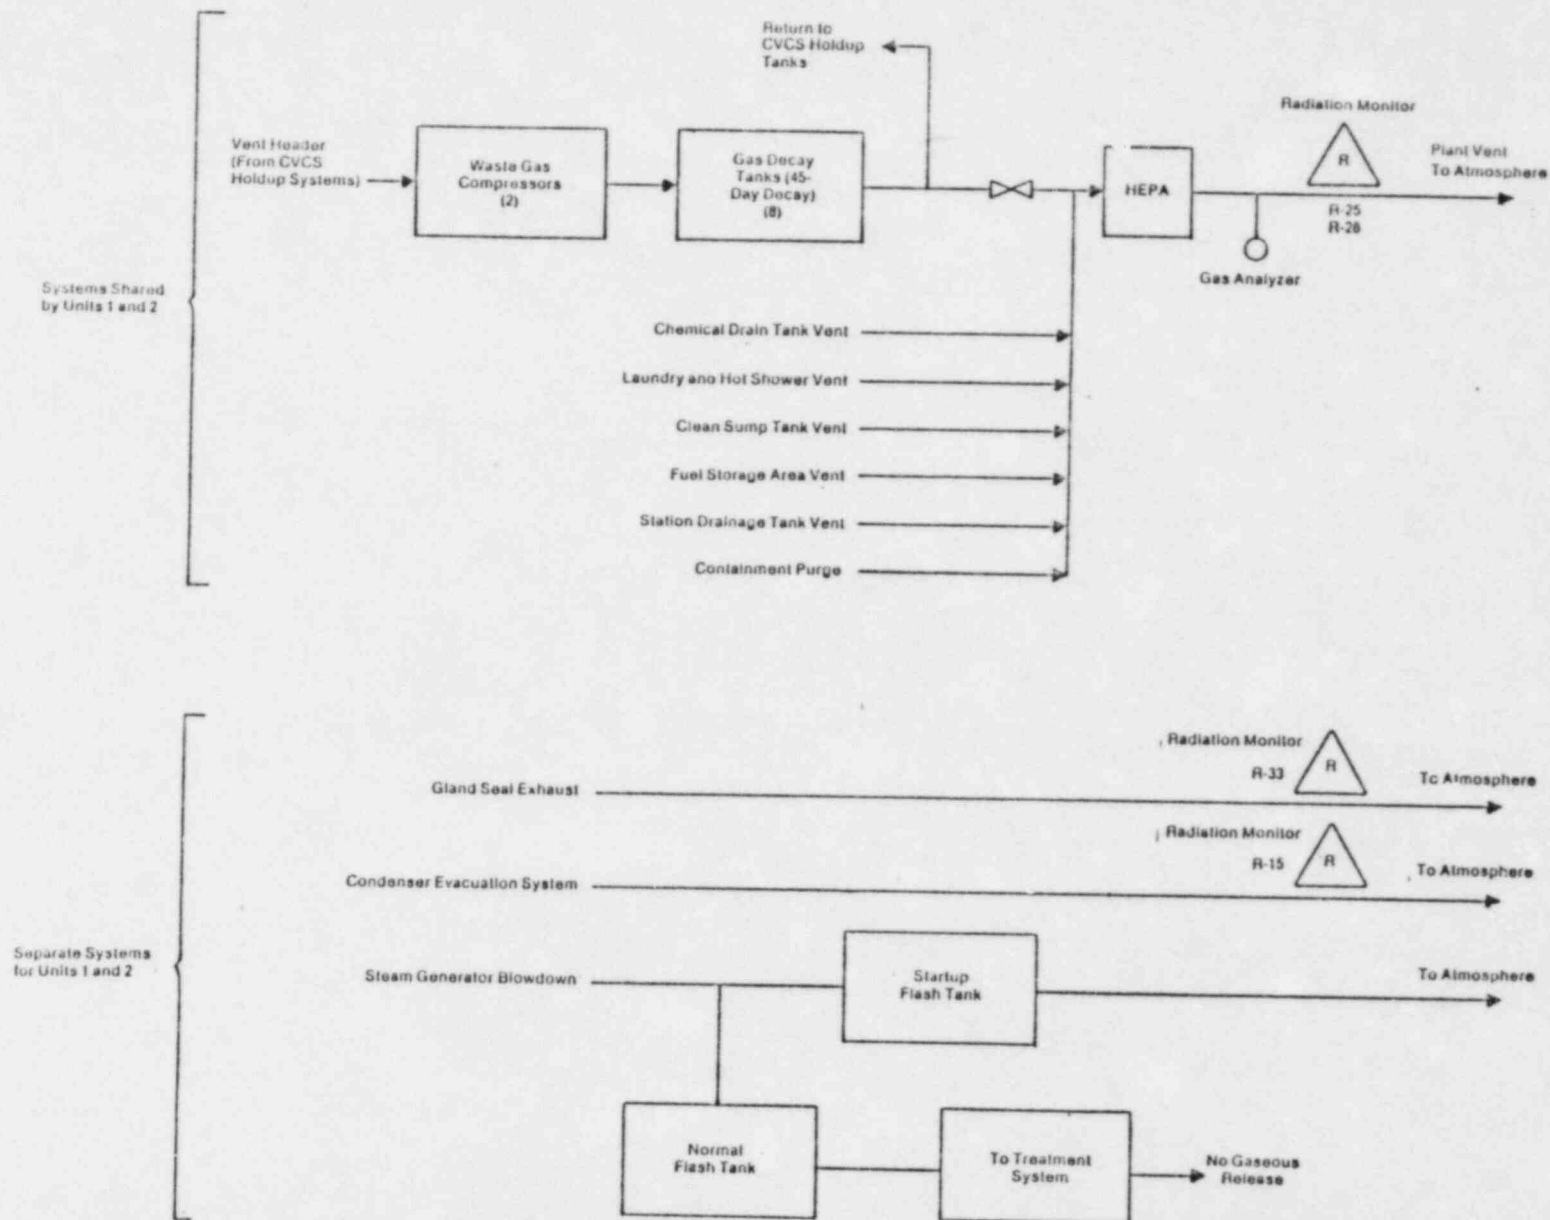 Return to
CVCS Holdup
Tanks
Radiation Monitor
R
Plant Vent
To Atmosphere
Vent Header
(From CVCS
Holdup Systems)
Waste Gas
Compressors
(2)
Gas Decay
Tanks (45-
Day Decay)
(8)
HEPA
R-25
R-26
Gas Analyzer
Systems Shared
by Units 1 and 2
Chemical Drain Tank Vent
Laundry and Hot Shower Vent
Clean Sump Tank Vent
Fuel Storage Area Vent
Station Drainage Tank Vent
Containment Purge
Radiation Monitor
R-33
R
To Atmosphere
Gland Seal Exhaust
Radiation Monitor
R-15
R
To Atmosphere
Condenser Evacuation System
Separate Systems
for Units 1 and 2
Steam Generator Blowdown
Startup
Flash Tank
To Atmosphere
Normal
Flash Tank
To Treatment
System
No Gaseous
Release